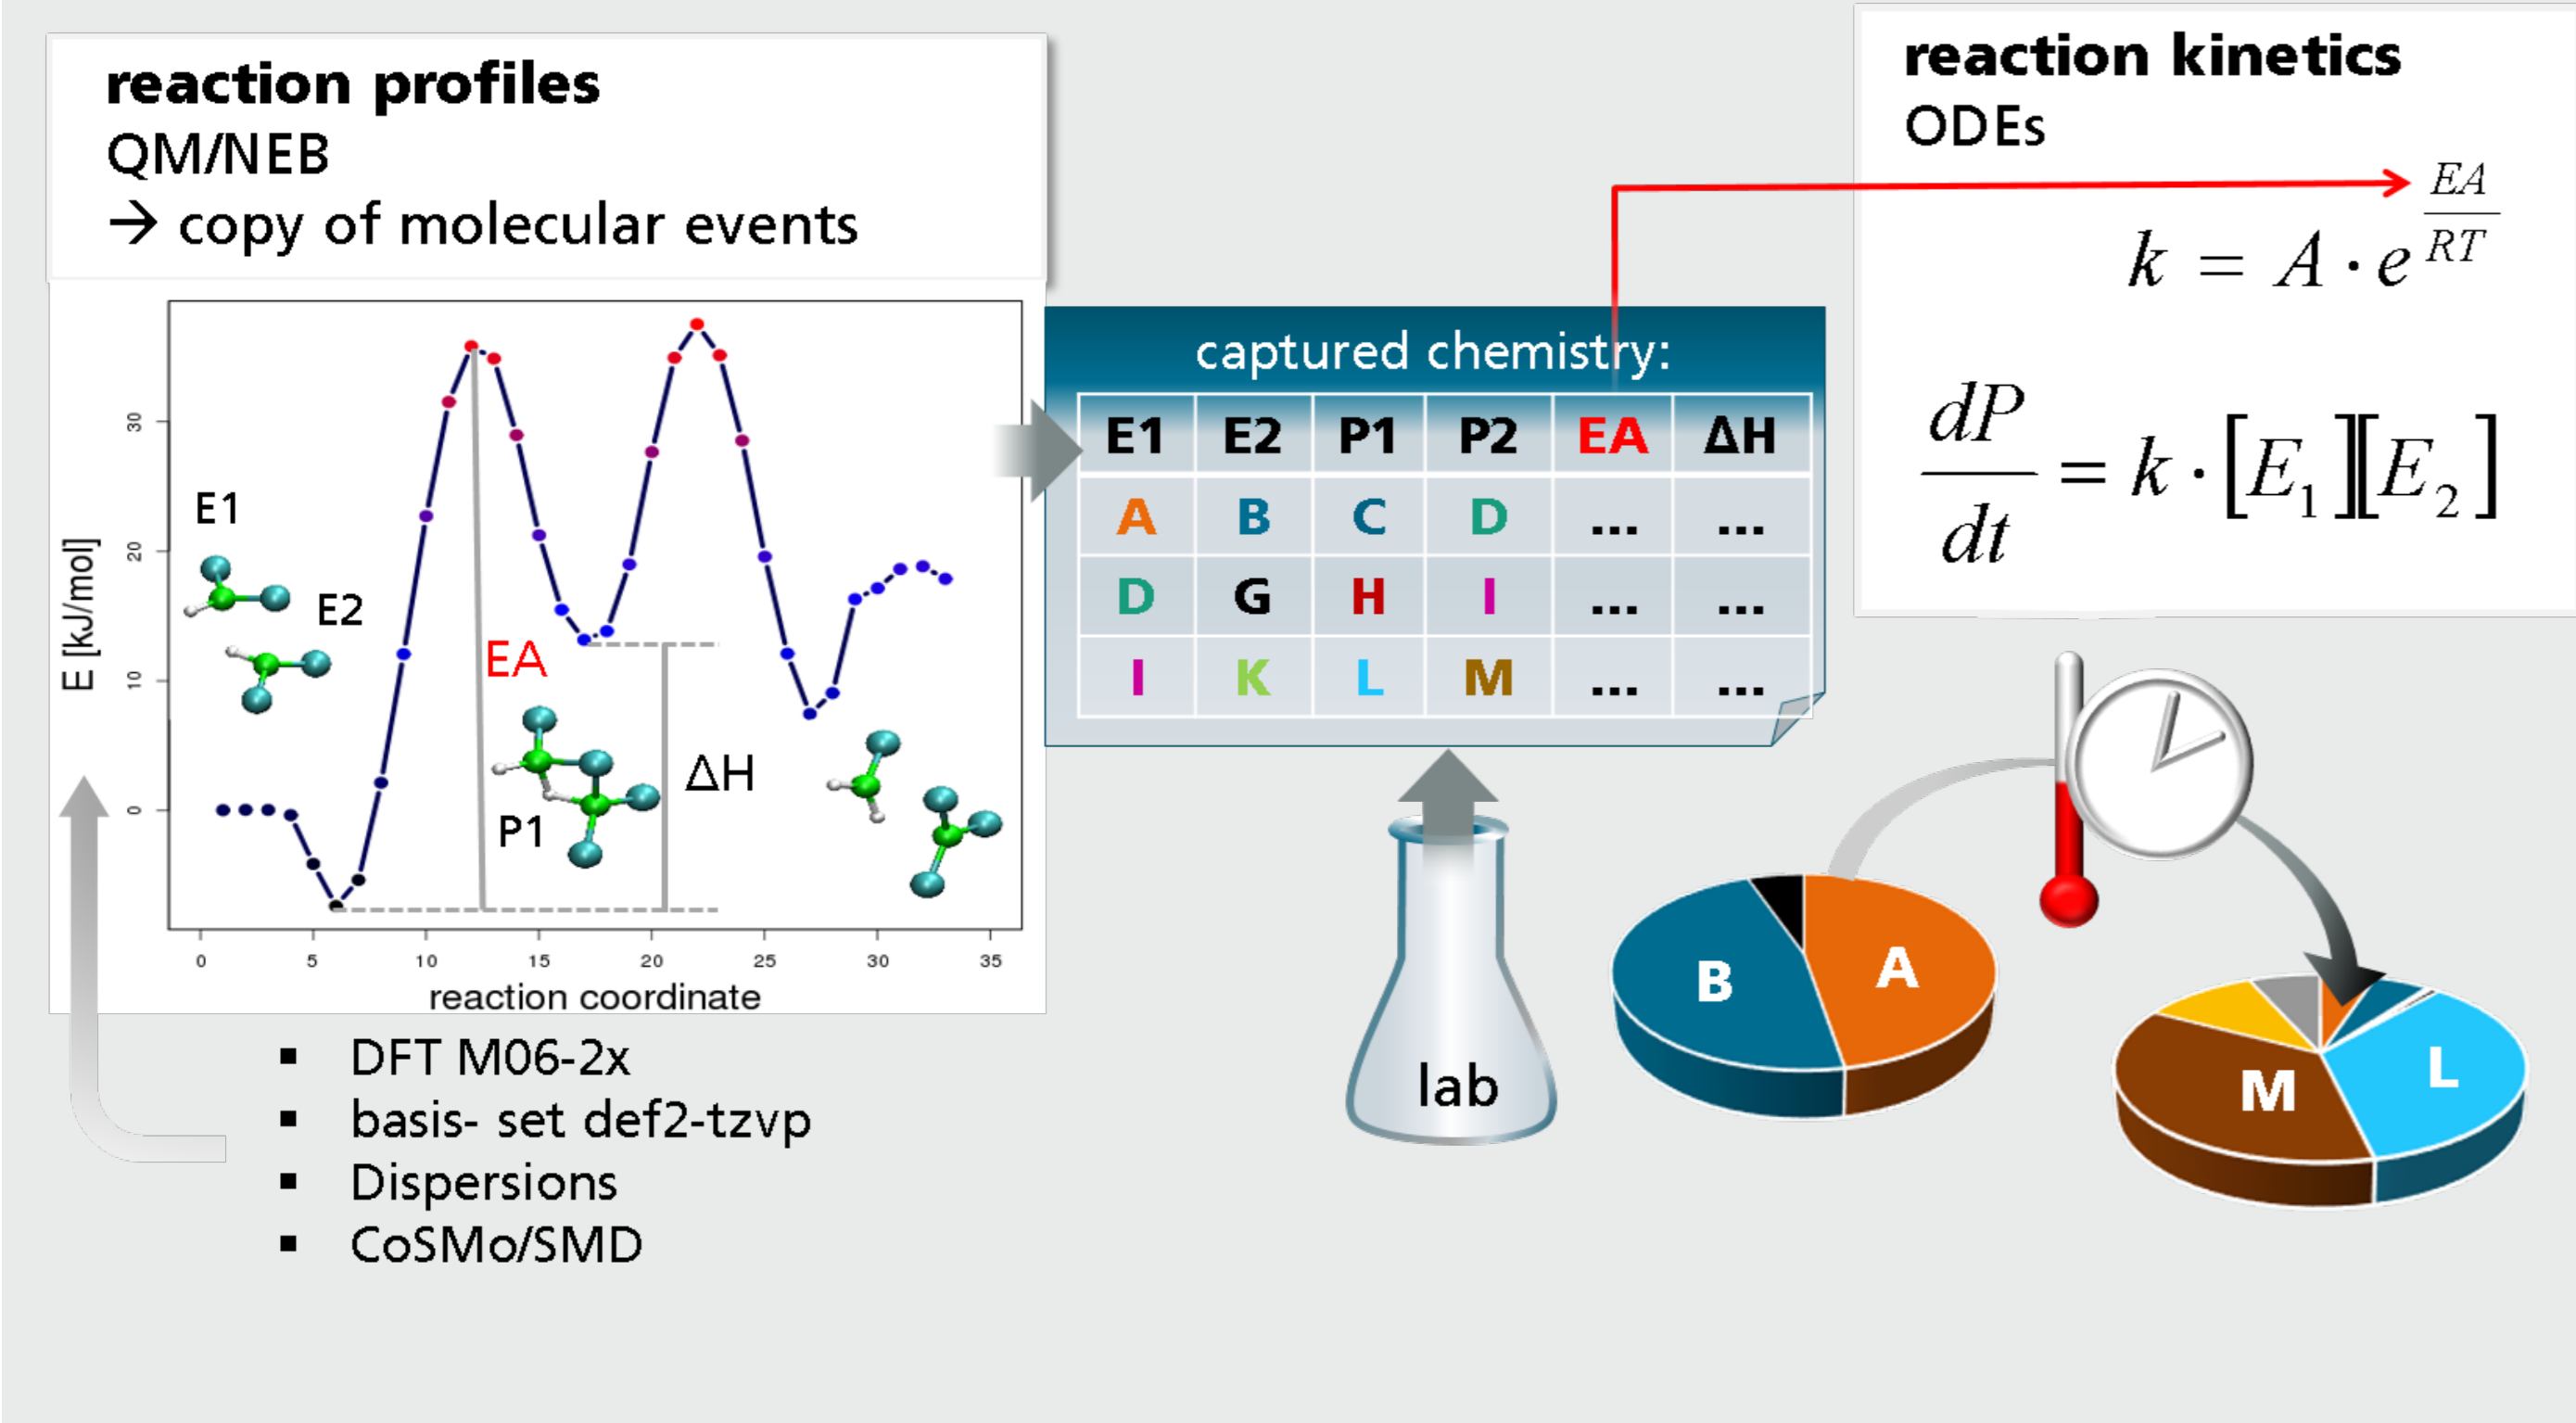 reaction profiles
QM/NEB
→ copy of molecular events
E [kJ/mol]
30
20
10
0
E1
E2
EA
P1
ΔH
0 5 10 15 20 25 30 35
reaction coordinate
▪ DFT M06-2x
▪ basis- set def2-tzvp
▪ Dispersions
▪ CoSMo/SMD
captured chemistry:
E1 E2 P1 P2 EA ΔH
A B C D ... ...
D G H I ... ...
I K L M ... ...
lab
reaction kinetics
ODEs
k = A · e^(EA/RT)
dP/dt = k · [E₁][E₂]
B A
M L